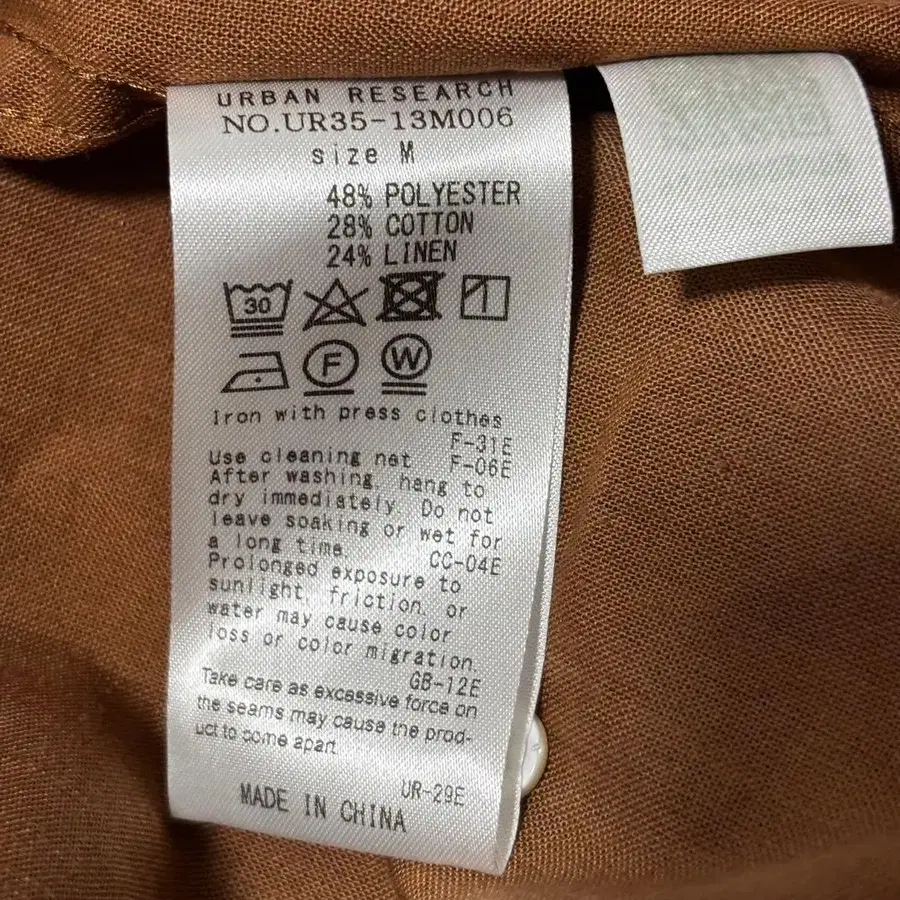 URBAN RESEARCH
NO.UR35-13M006
size M
48% POLYESTER
28% COTTON
24% LINEN
30
F W
Iron with press clothes
F-31E
Use cleaning net F-06E
After washing, hang to
dry immediately. Do not
leave soaking or wet for
a long time. CC-04E
Prolonged exposure to
sunlight, friction, or
water may cause color
loss or color migration.
GB-12E
Take care as excessive force on
the seams may cause the prod-
uct to come apart.
UR-29E
MADE IN CHINA